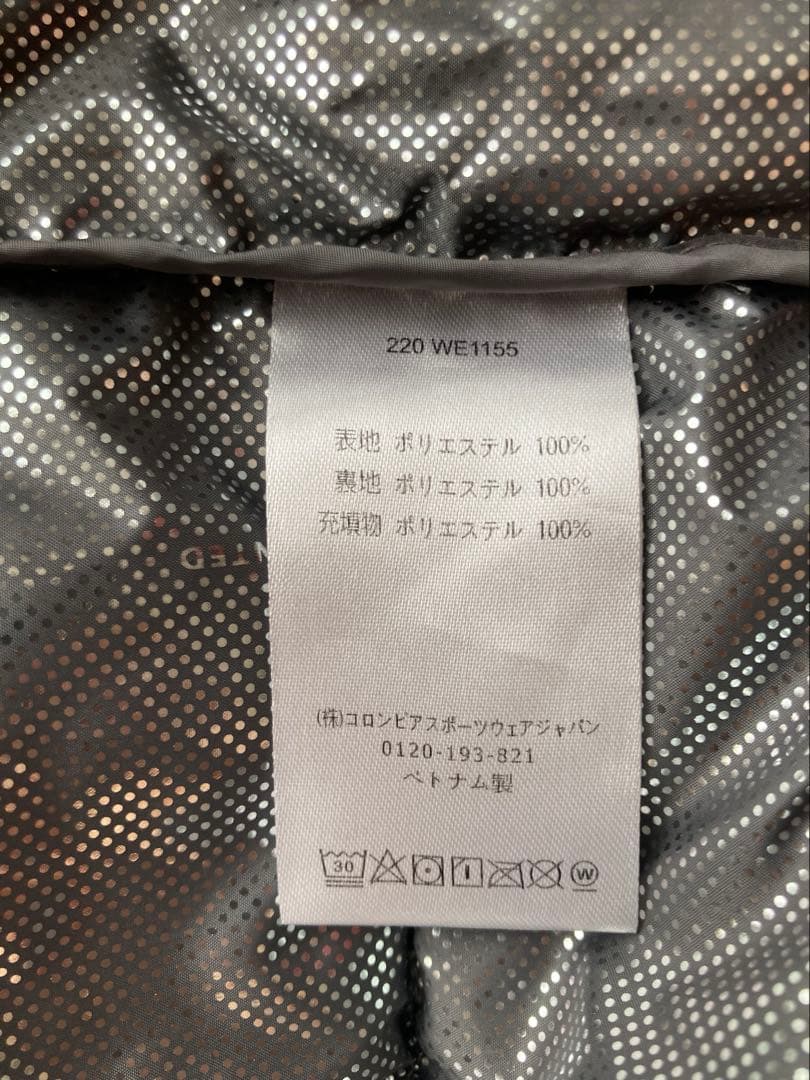 220 WE1155
表地 ポリエステル 100%
裏地 ポリエステル 100%
充填物 ポリエステル 100%
NTED
(株)コロンビアスポーツウェアジャパン
0120-193-821
ベトナム製
30
W